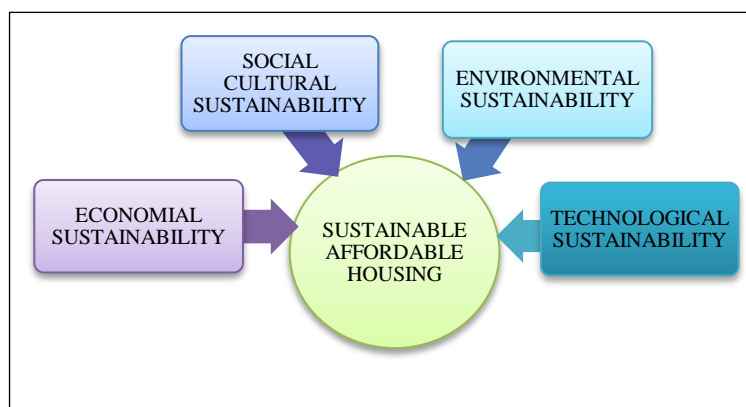 SOCIAL
CULTURAL
SUSTAINABILITY
ENVIRONMENTAL
SUSTAINABILITY
ECONOMIAL
SUSTAINABILITY
SUSTAINABLE
AFFORDABLE
HOUSING
TECHNOLOGICAL
SUSTAINABILITY